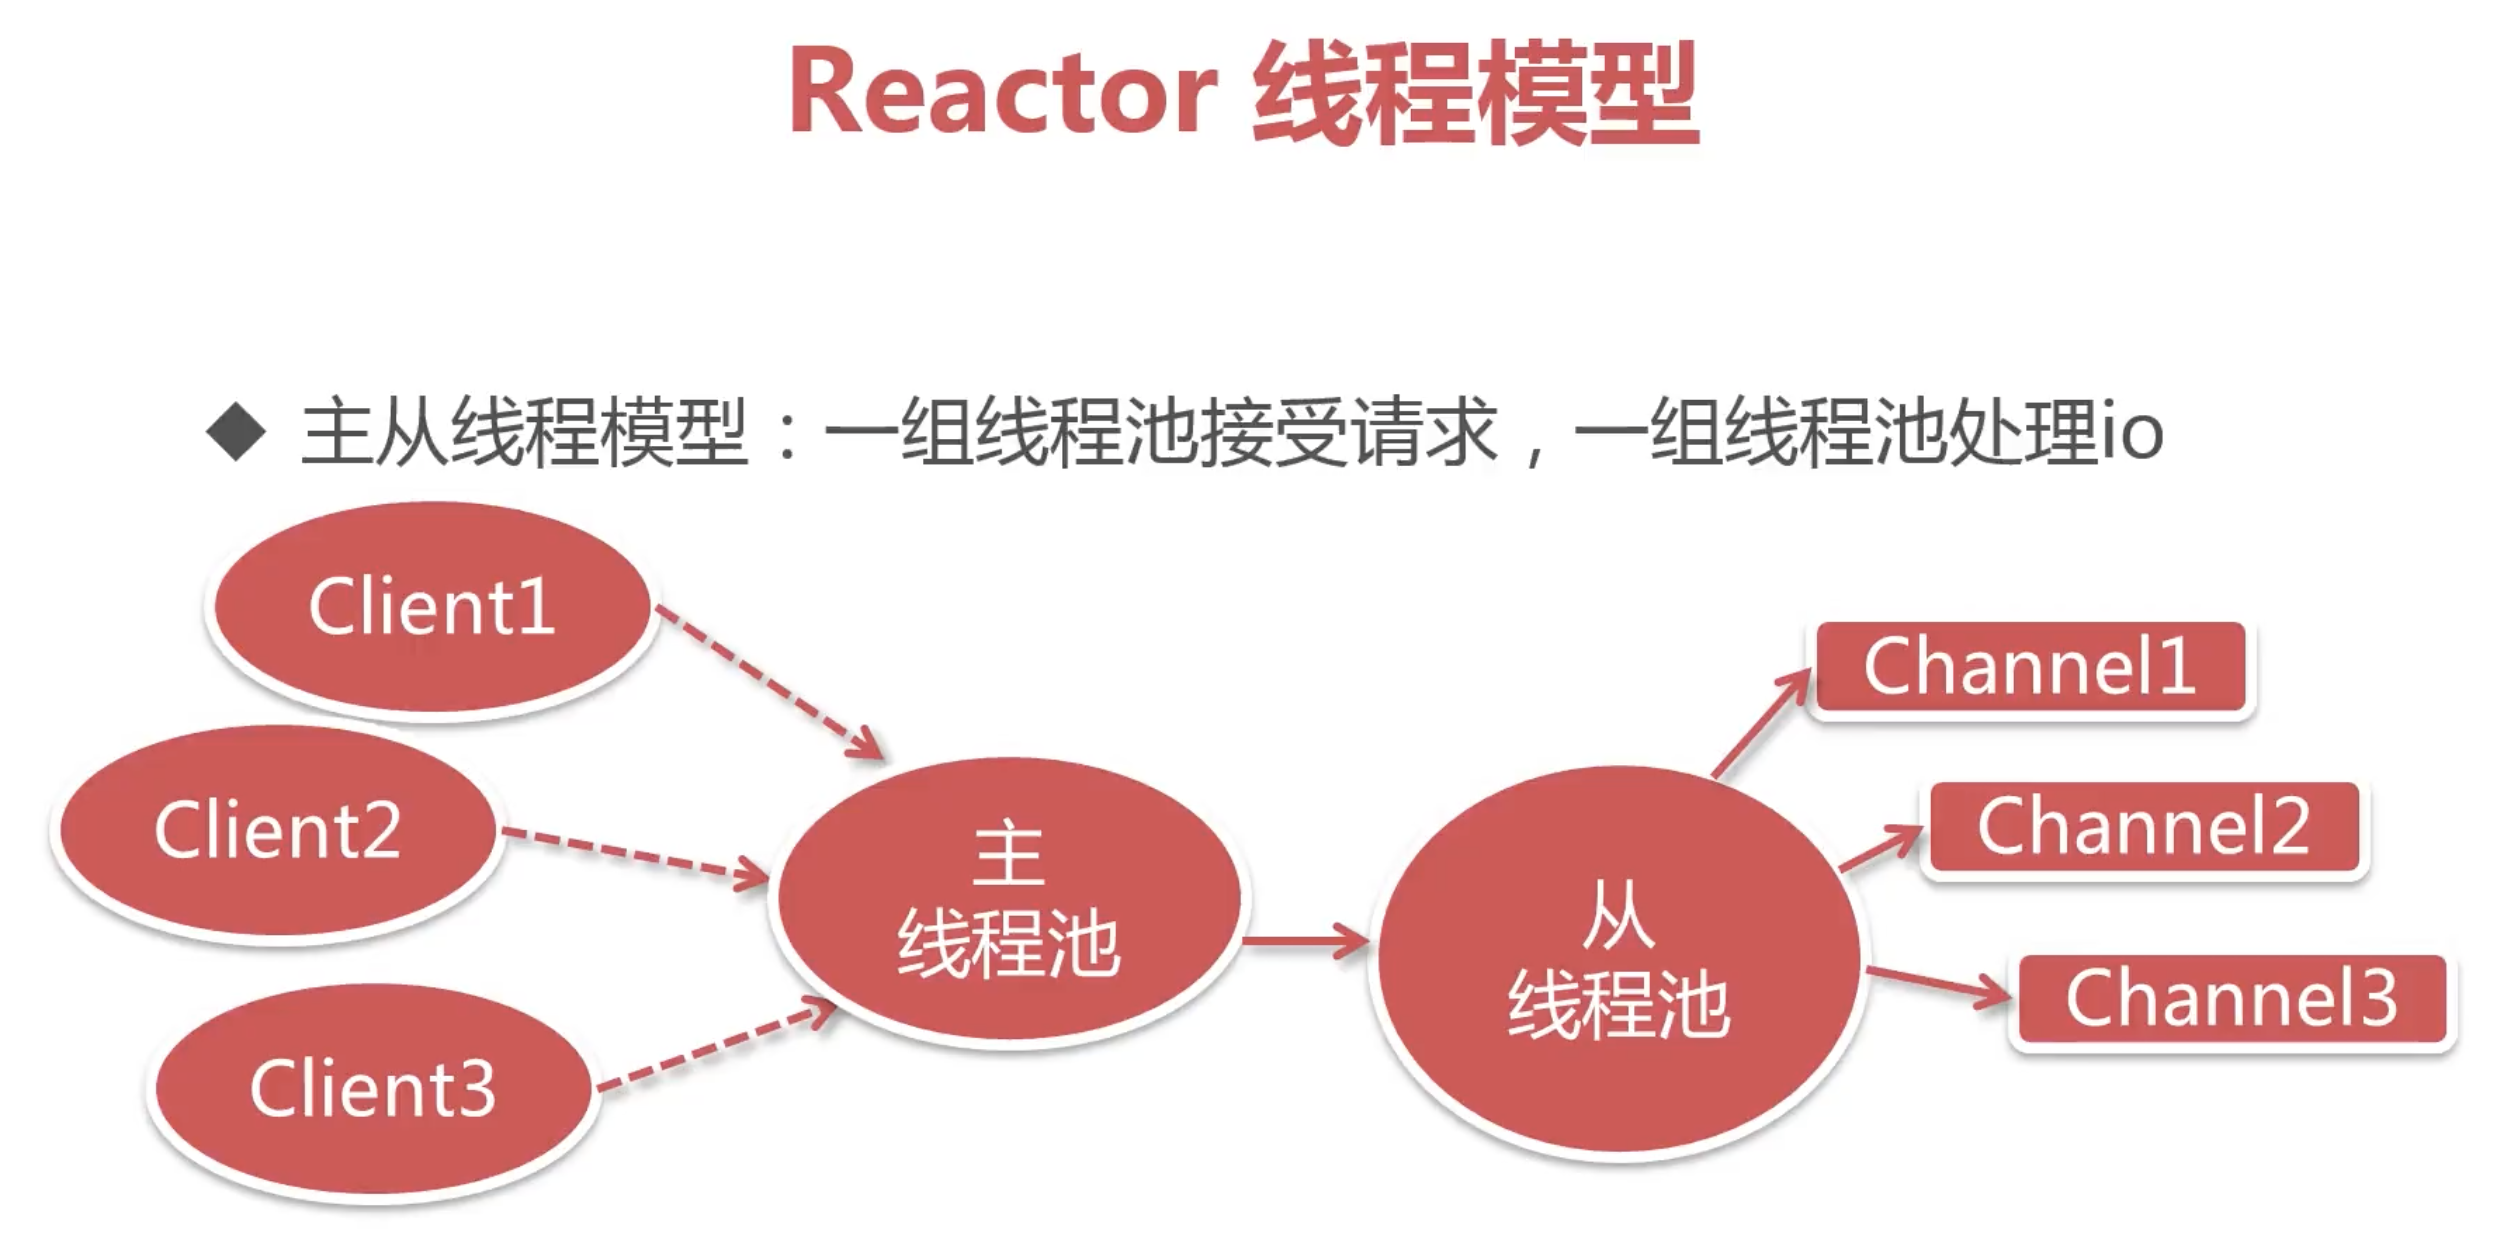 Reactor 线程模型
◆ 主从线程模型：一组线程池接受请求，一组线程池处理io
Client1
Client2
Client3
主
线程池
从
线程池
Channel1
Channel2
Channel3